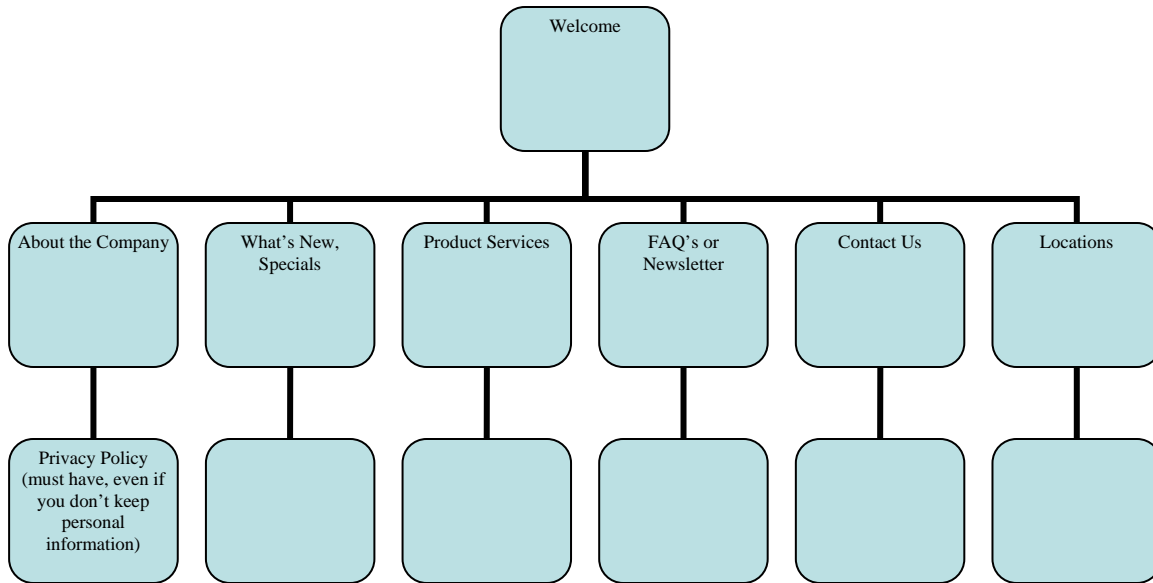 Welcome
About the Company
What’s New,
Specials
Product Services
FAQ’s or
Newsletter
Contact Us
Locations
Privacy Policy
(must have, even if
you don’t keep
personal
information)